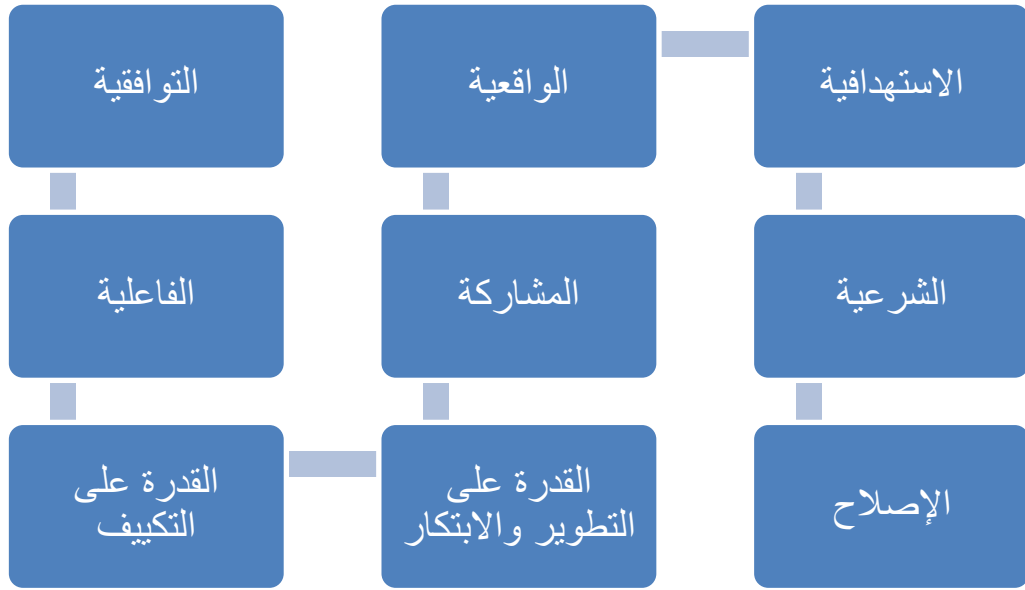 الاستهدافية
الواقعية
التوافقية
الشرعية
المشاركة
الفاعلية
الإصلاح
القدرة على
التطوير والابتكار
القدرة على
التكييف